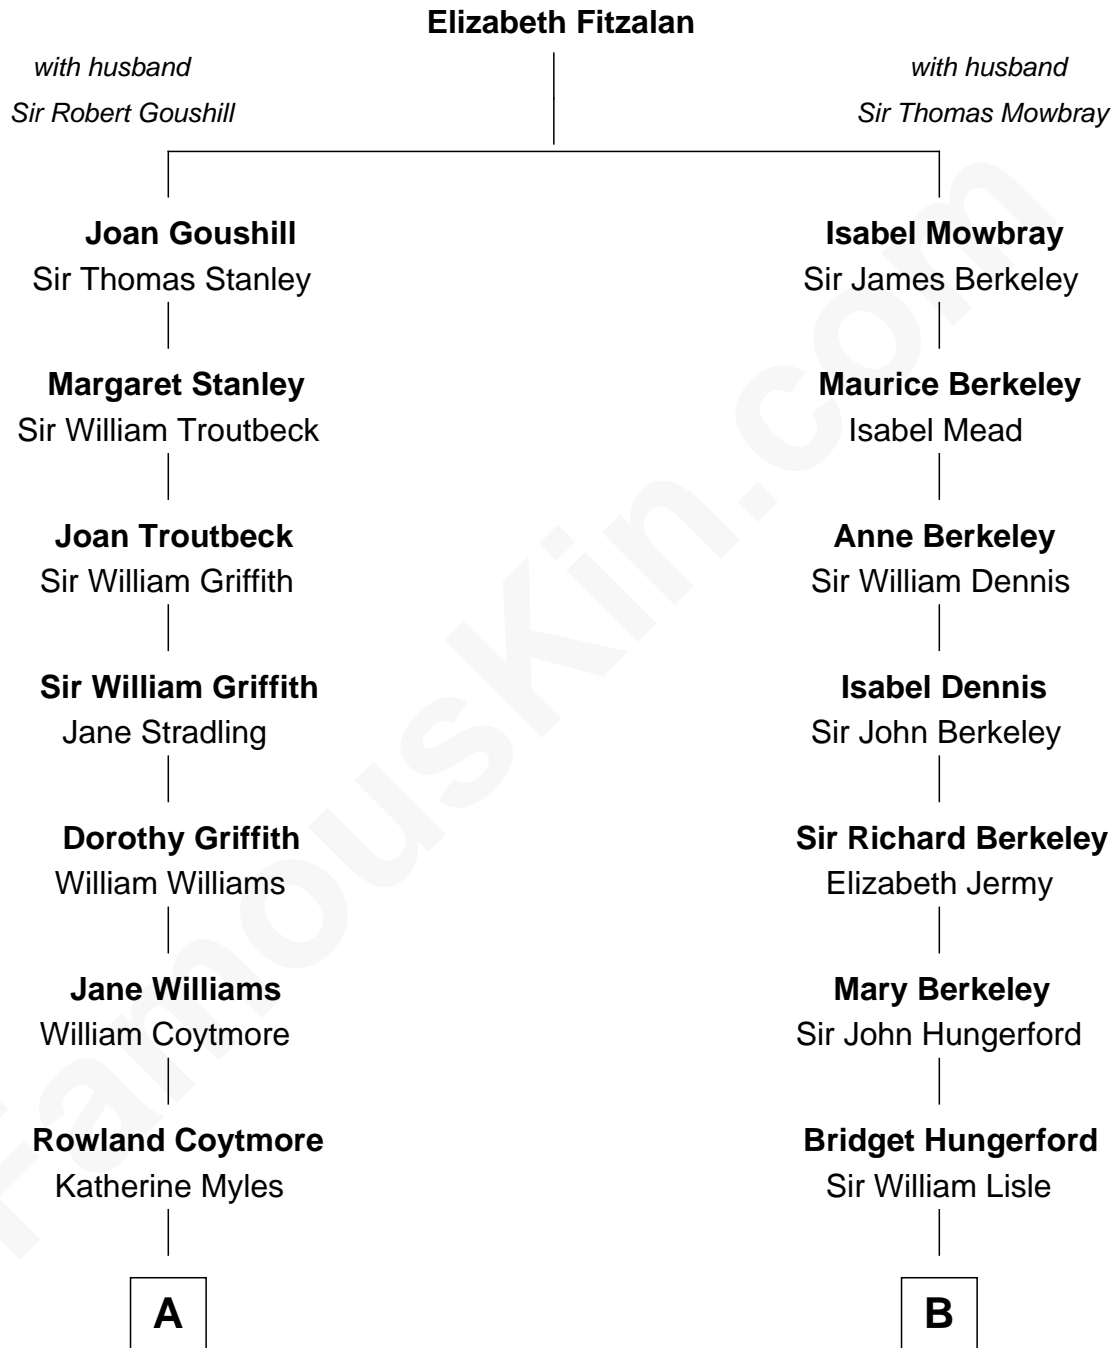 Elizabeth Fitzalan
with husband
Sir Robert Goushill
with husband
Sir Thomas Mowbray
Joan Goushill
Sir Thomas Stanley
Isabel Mowbray
Sir James Berkeley
Margaret Stanley
Sir William Troutbeck
Maurice Berkeley
Isabel Mead
Joan Troutbeck
Sir William Griffith
Anne Berkeley
Sir William Dennis
Sir William Griffith
Jane Stradling
Isabel Dennis
Sir John Berkeley
Dorothy Griffith
William Williams
Sir Richard Berkeley
Elizabeth Jermy
Jane Williams
William Coytmore
Mary Berkeley
Sir John Hungerford
Rowland Coytmore
Katherine Myles
Bridget Hungerford
Sir William Lisle
A
B
FamousKin.com